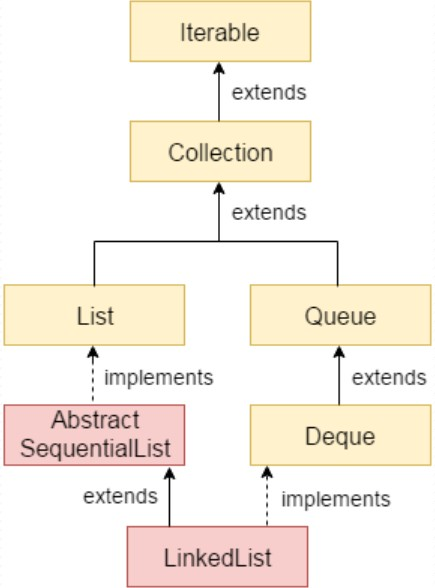 Iterable
extends
Collection
extends
List
Queue
implements
extends
Abstract
SequentialList
Deque
extends
implements
LinkedList